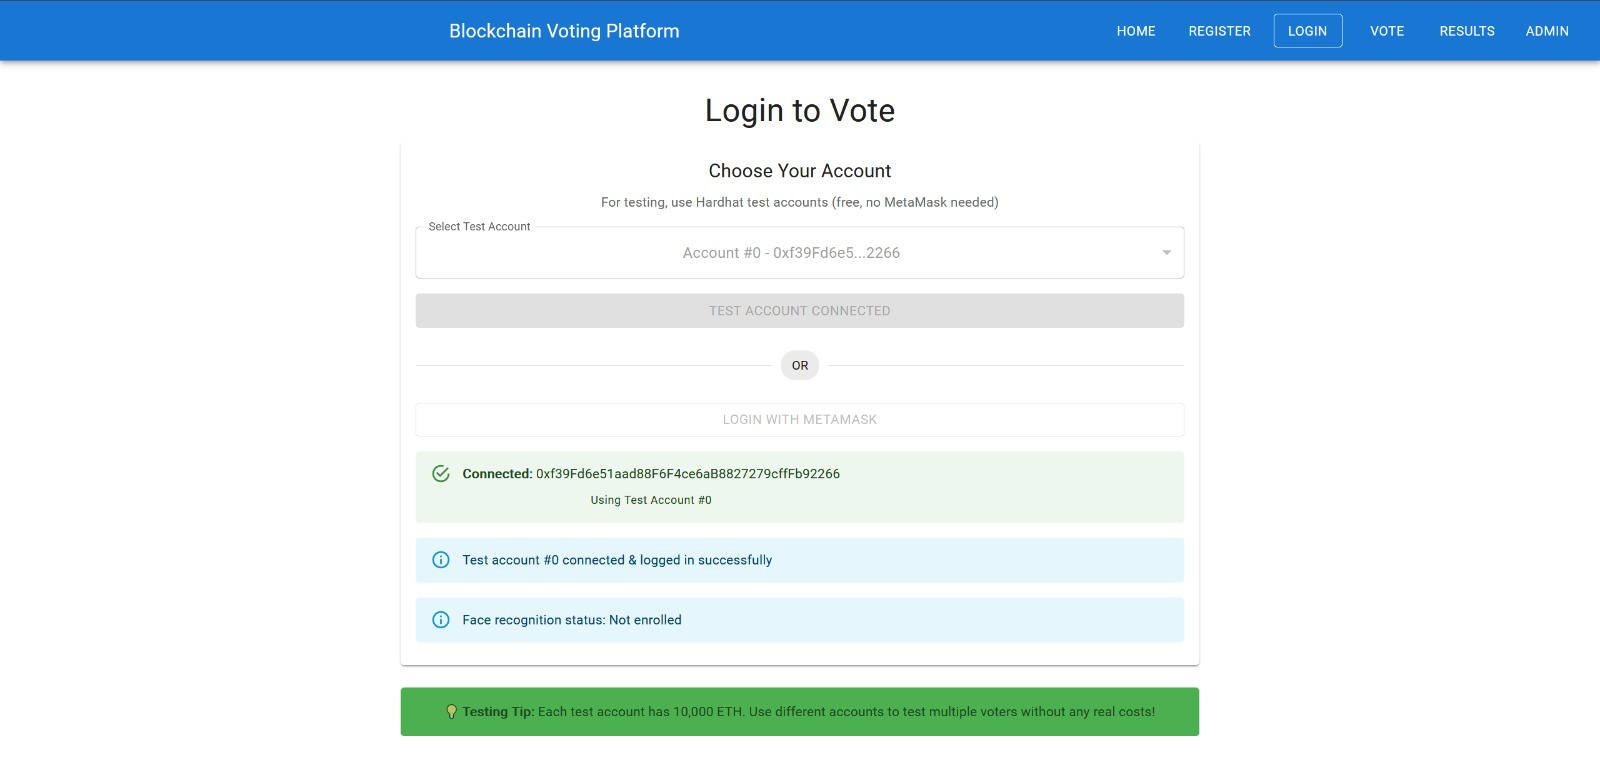 Blockchain Voting Platform
HOME REGISTER LOGIN VOTE RESULTS ADMIN
Login to Vote
Choose Your Account
For testing, use Hardhat test accounts (free, no MetaMask needed)
Select Test Account
Account #0 - 0xf39Fd6e5...2266
TEST ACCOUNT CONNECTED
OR
LOGIN WITH METAMASK
Connected: 0xf39Fd6e51aad88F6F4ce6aB8827279cffFb92266
Using Test Account #0
Test account #0 connected & logged in successfully
Face recognition status: Not enrolled
💡 Testing Tip: Each test account has 10,000 ETH. Use different accounts to test multiple voters without any real costs!